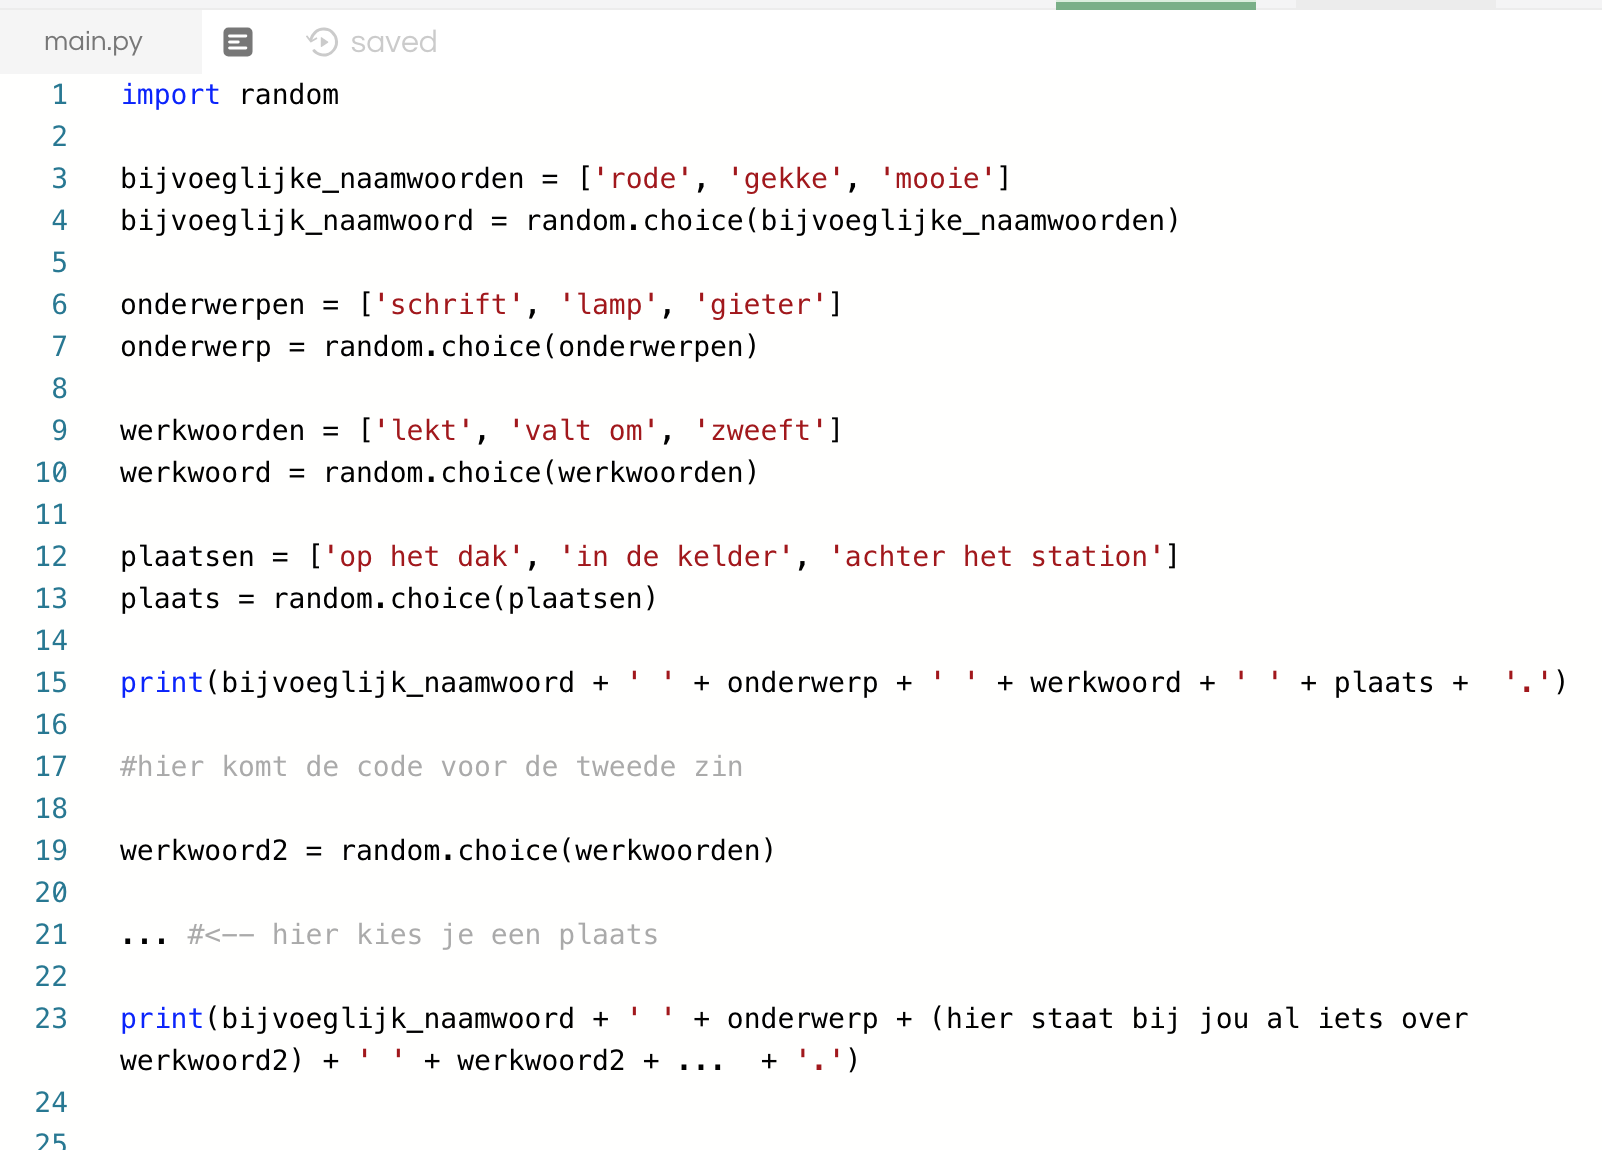 main.py saved
1 import random
2
3 bijvoeglijke_naamwoorden = ['rode', 'gekke', 'mooie']
4 bijvoeglijk_naamwoord = random.choice(bijvoeglijke_naamwoorden)
5
6 onderwerpen = ['schrift', 'lamp', 'gieter']
7 onderwerp = random.choice(onderwerpen)
8
9 werkwoorden = ['lekt', 'valt om', 'zweeft']
10 werkwoord = random.choice(werkwoorden)
11
12 plaatsen = ['op het dak', 'in de kelder', 'achter het station']
13 plaats = random.choice(plaatsen)
14
15 print(bijvoeglijk_naamwoord + ' ' + onderwerp + ' ' + werkwoord + ' ' + plaats +  '.')
16
17 #hier komt de code voor de tweede zin
18
19 werkwoord2 = random.choice(werkwoorden)
20
21 ... #<-- hier kies je een plaats
22
23 print(bijvoeglijk_naamwoord + ' ' + onderwerp + (hier staat bij jou al iets over
werkwoord2) + ' ' + werkwoord2 + ...  + '.')
24
25